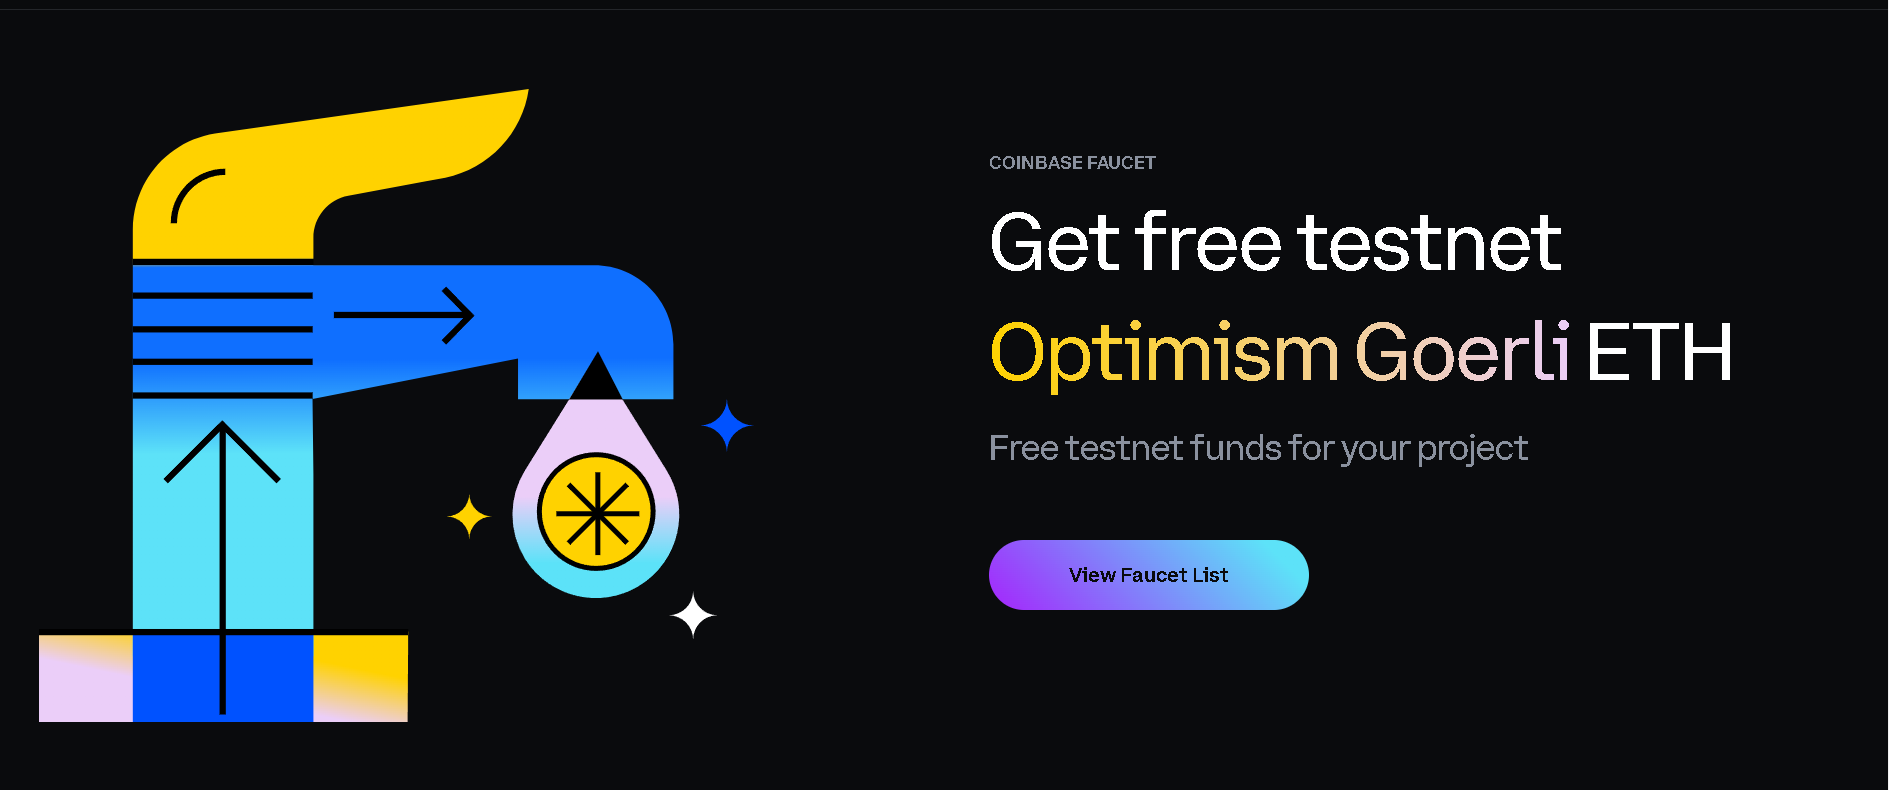 COINBASE FAUCET
Get free testnet
Optimism Goerli ETH
Free testnet funds for your project
View Faucet List